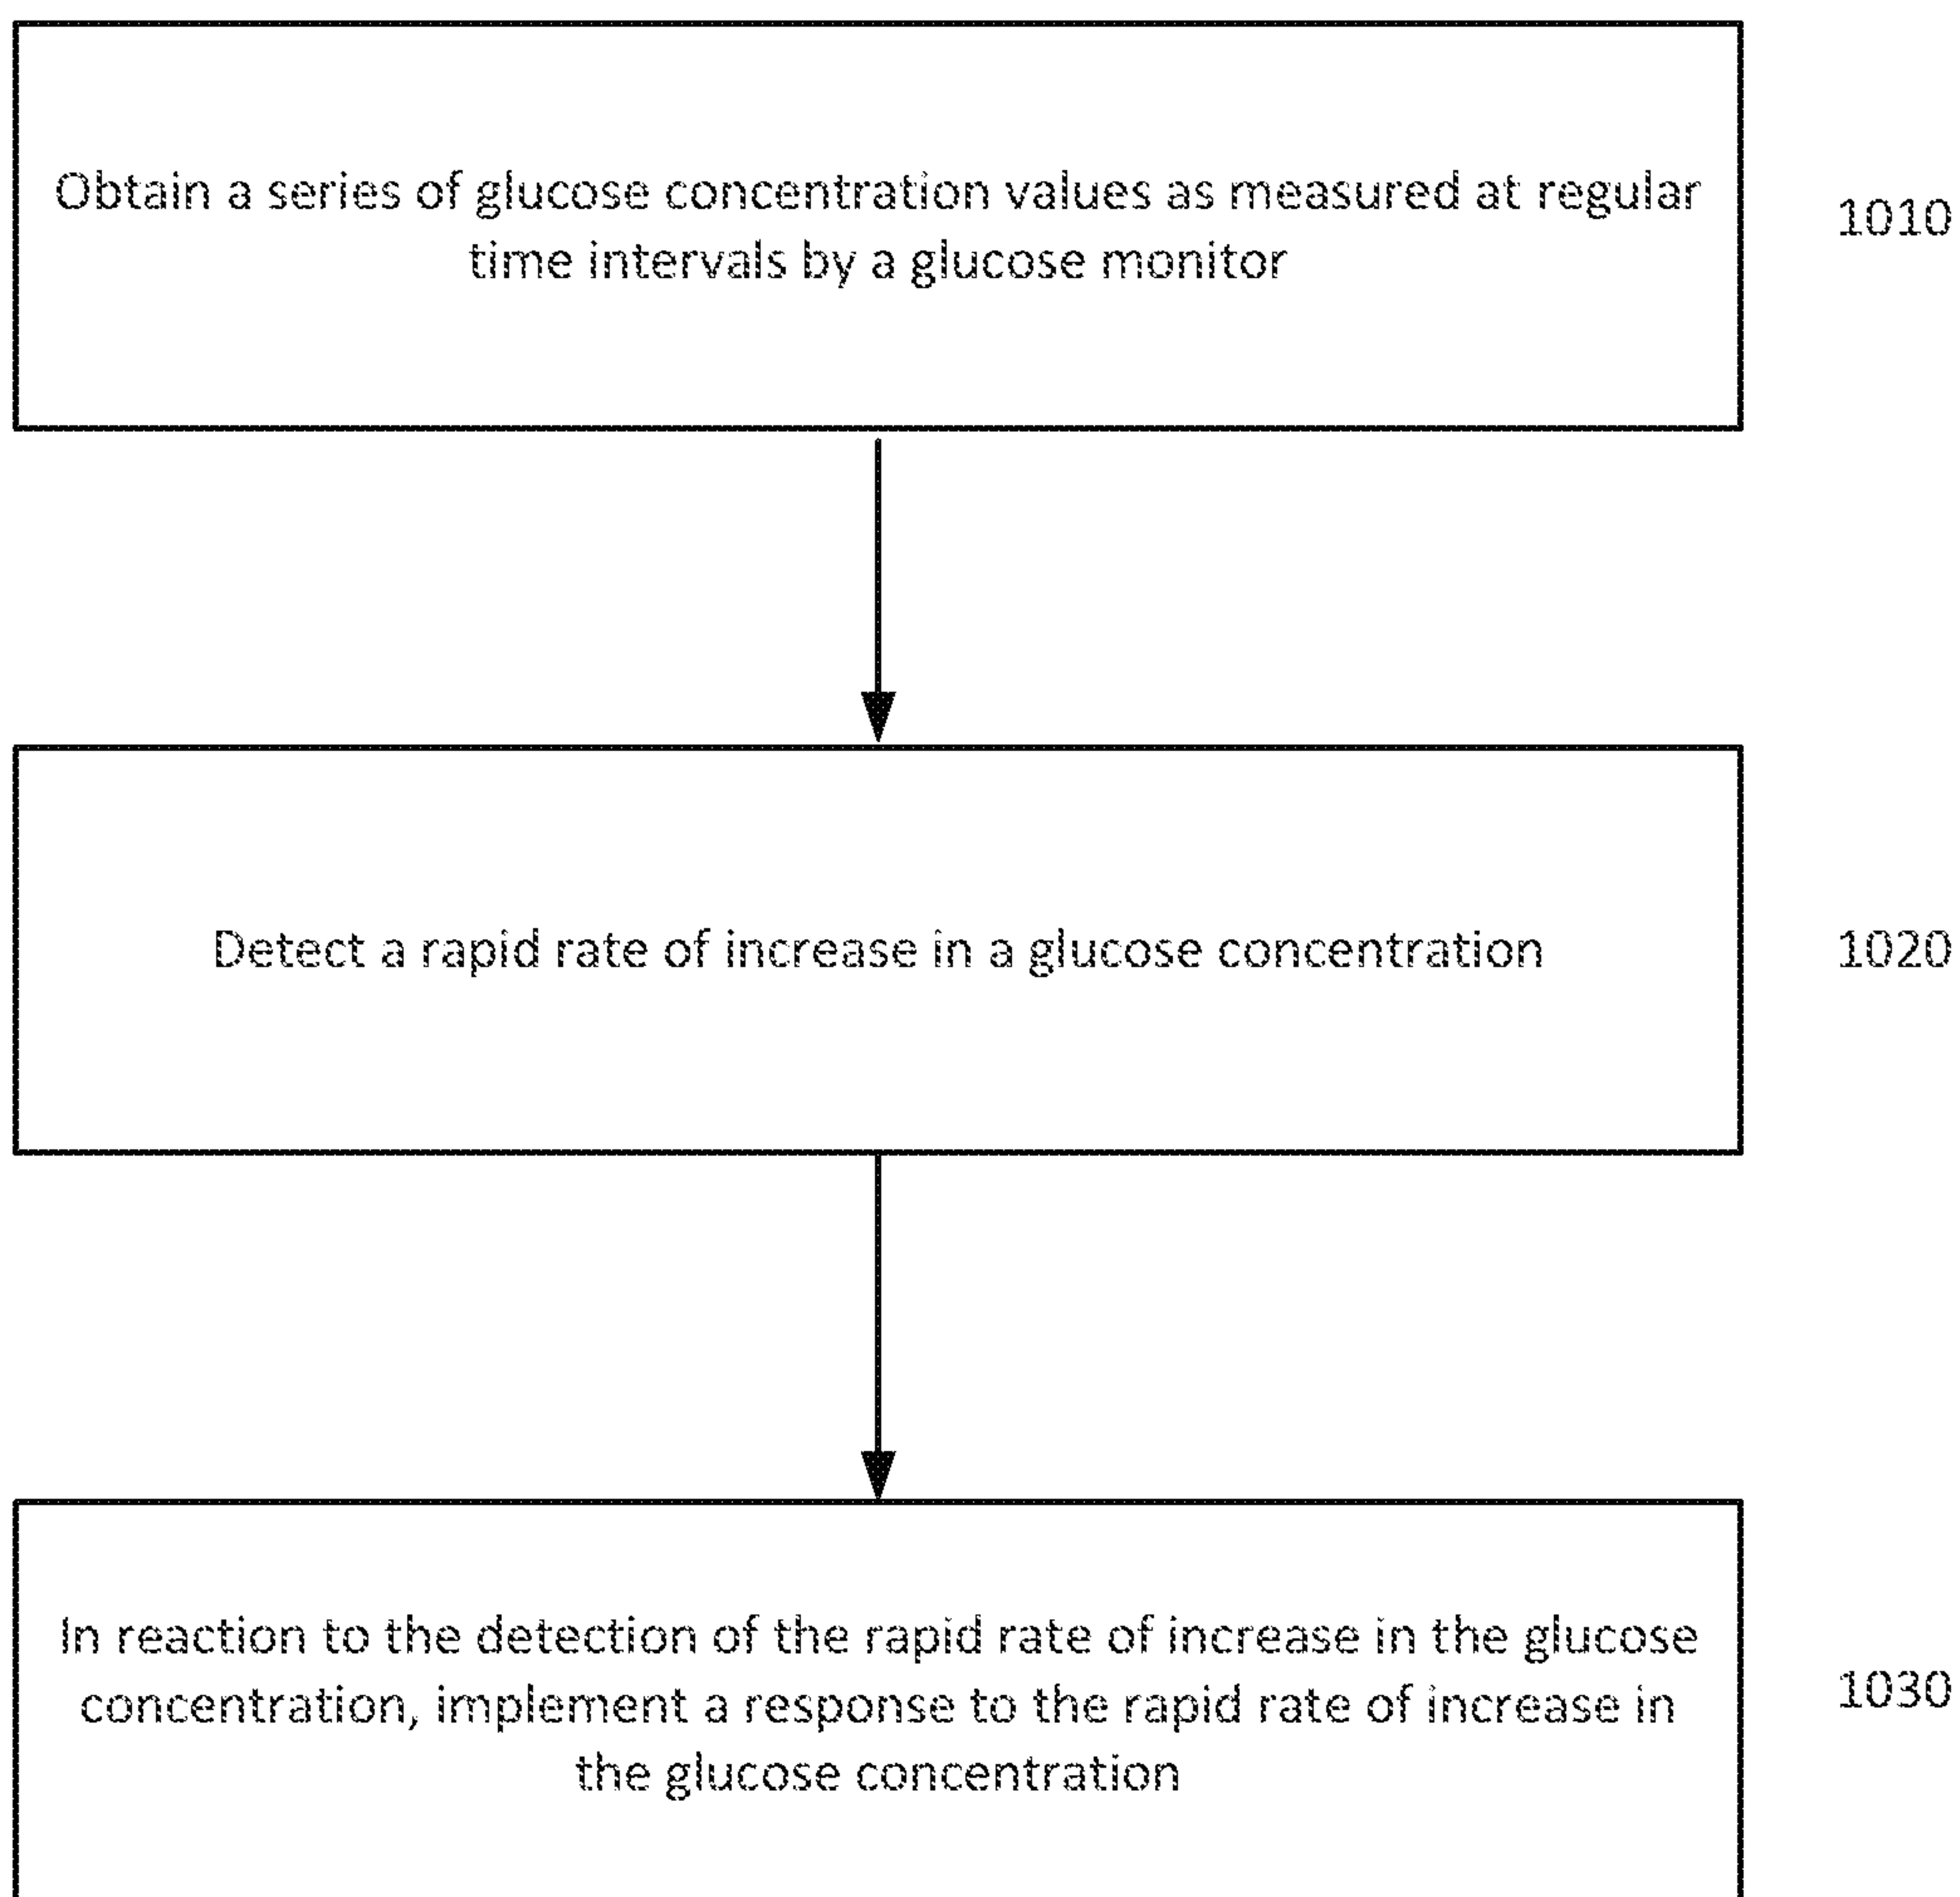 Obtain a series of glucose concentration values as measured at regular
time intervals by a glucose monitor
1010
Detect a rapid rate of increase in a glucose concentration
1020
In reaction to the detection of the rapid rate of increase in the glucose
concentration, implement a response to the rapid rate of increase in
the glucose concentration
1030